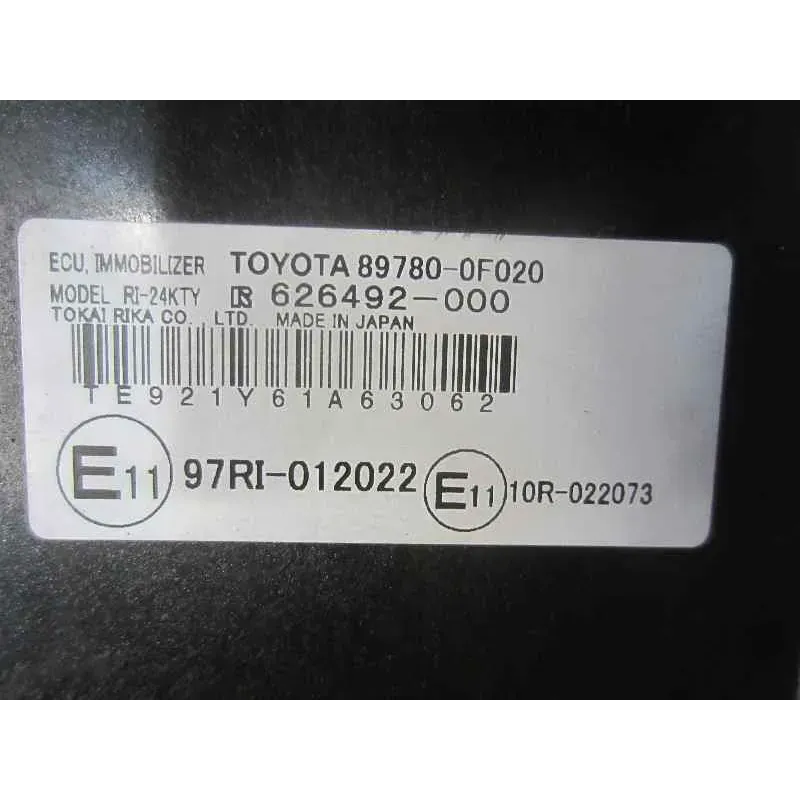 ECU, IMMOBILIZER TOYOTA 89780-0F020
MODEL RI-24KTY R 626492-000
TOKAI RIKA CO., LTD. MADE IN JAPAN
TE921Y61A63062
E11 97RI-012022 E11 10R-022073